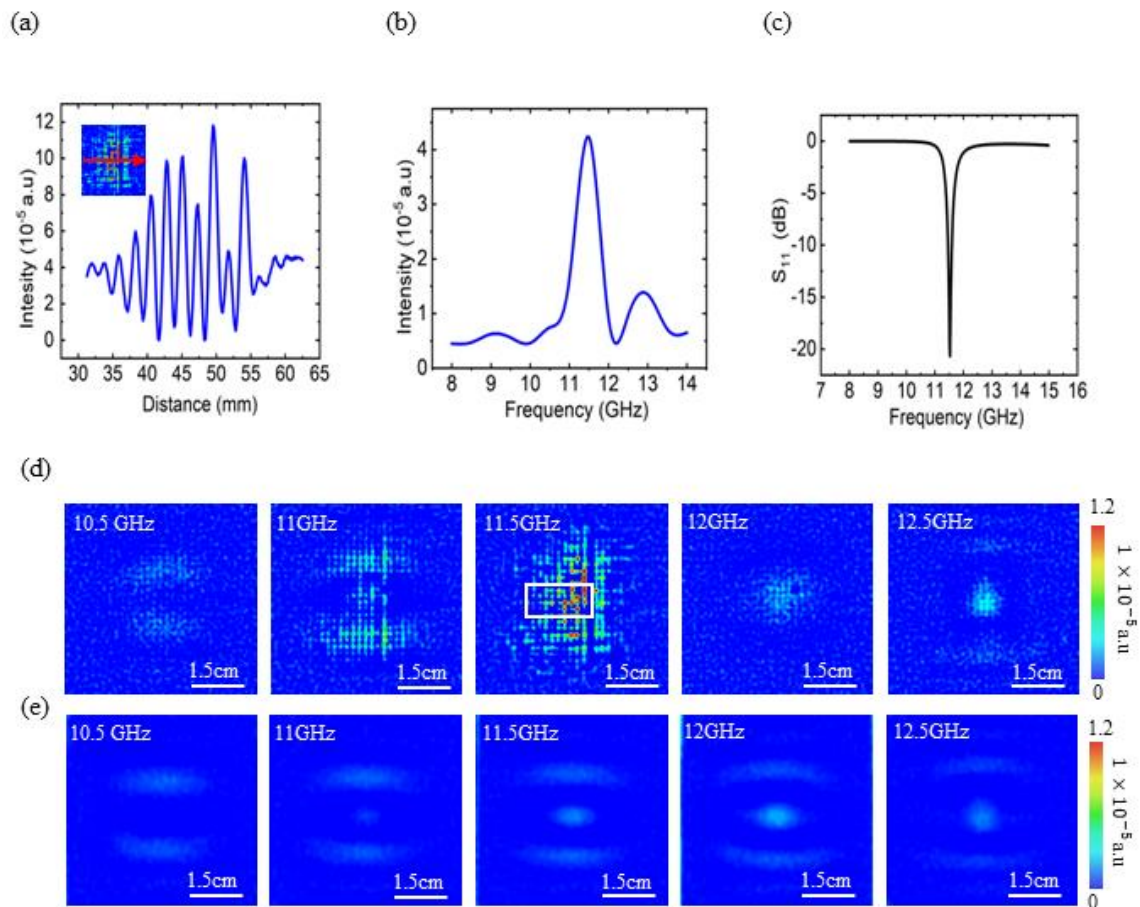 (a)
(b)
(c)
Intesity (10⁻⁵ a.u)
12
10
8
6
4
2
0
30 35 40 45 50 55 60 65
Distance (mm)
Intensity (10⁻⁵ a.u)
5
4
3
2
1
0
8 9 10 11 12 13 14
Frequency (GHz)
S₁₁, (dB)
0
-5
-10
-15
-20
7 8 9 10 11 12 13 14 15 16
Frequency (GHz)
(d)
10.5 GHz
1.5cm
11GHz
1.5cm
11.5GHz
1.5cm
12GHz
1.5cm
12.5GHz
1.5cm
1.2
1 × 10⁻⁵ a.u
0
(e)
10.5 GHz
1.5cm
11GHz
1.5cm
11.5GHz
1.5cm
12GHz
1.5cm
12.5GHz
1.5cm
1.2
1 × 10⁻⁵ a.u
0